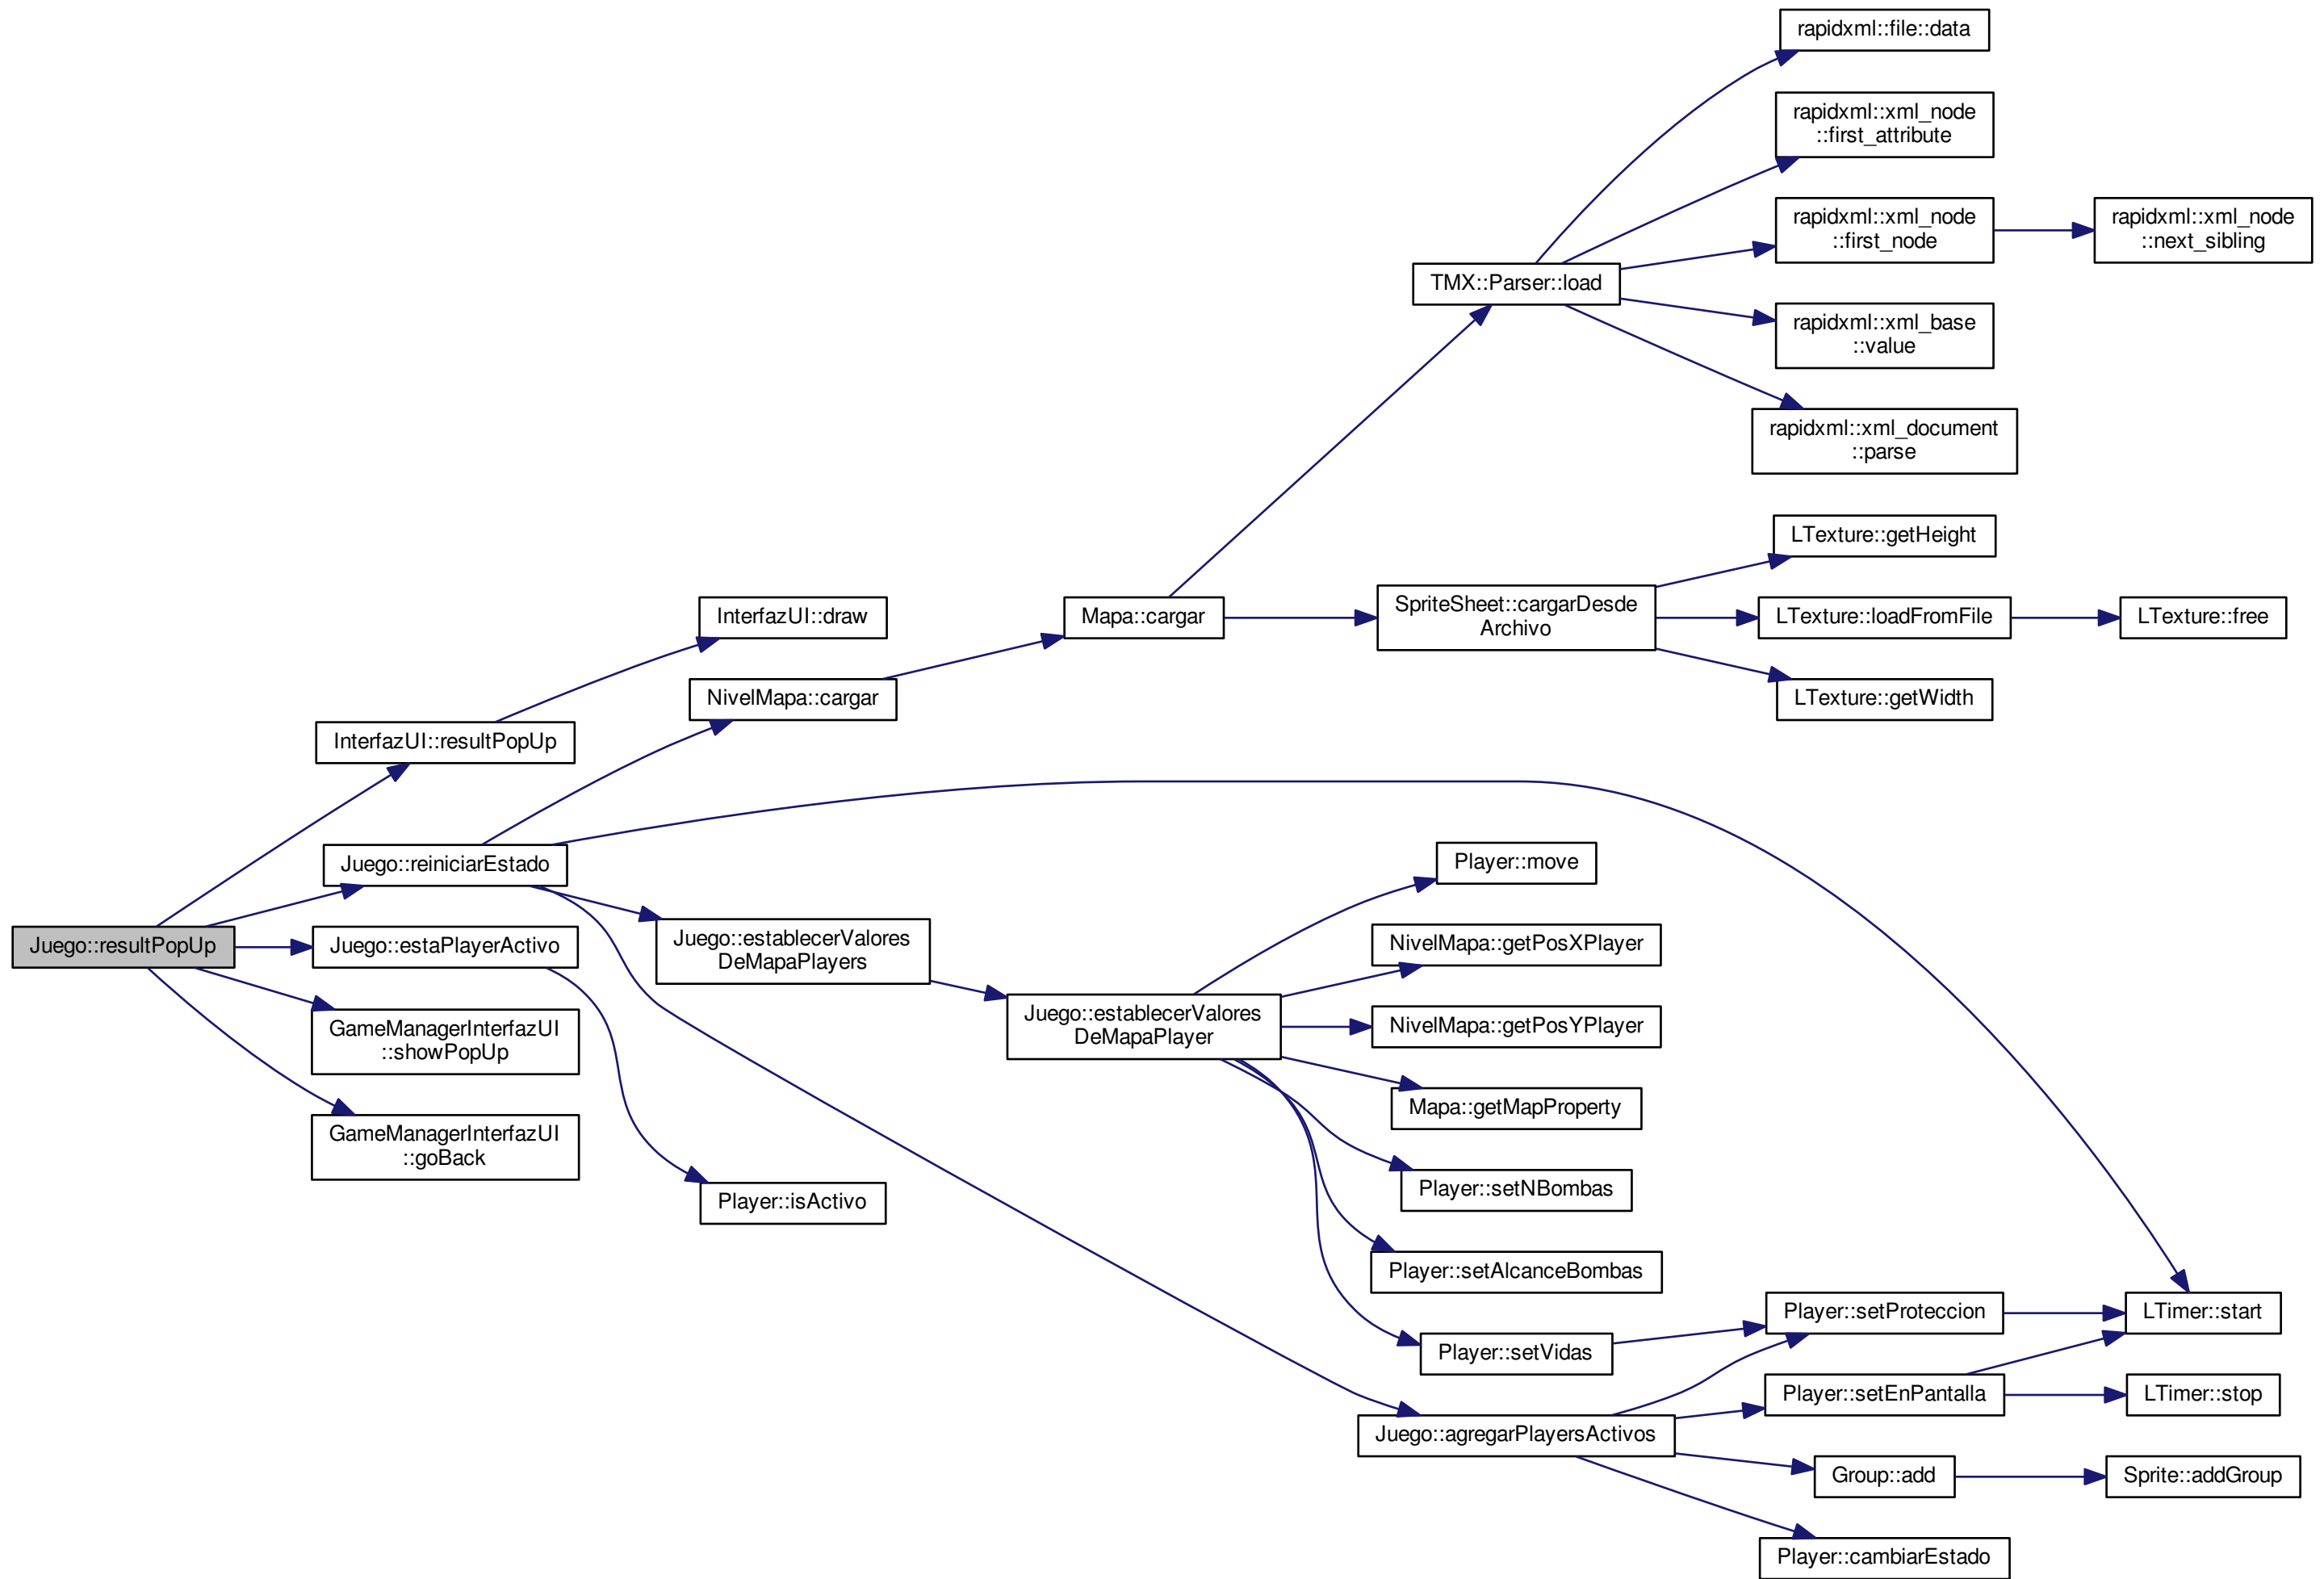 rapidxml::file::data
rapidxml::xml_node
::first_attribute
rapidxml::xml_node
::first_node
rapidxml::xml_node
::next_sibling
TMX::Parser::load
rapidxml::xml_base
::value
rapidxml::xml_document
::parse
LTexture::getHeight
InterfazUI::draw
Mapa::cargar
SpriteSheet::cargarDesde
Archivo
LTexture::loadFromFile
LTexture::free
NivelMapa::cargar
LTexture::getWidth
InterfazUI::resultPopUp
Juego::reiniciarEstado
Player::move
Juego::resultPopUp
Juego::estaPlayerActivo
Juego::establecerValores
DeMapaPlayers
NivelMapa::getPosXPlayer
GameManagerInterfazUI
::showPopUp
Juego::establecerValores
DeMapaPlayer
NivelMapa::getPosYPlayer
Mapa::getMapProperty
GameManagerInterfazUI
::goBack
Player::isActivo
Player::setNBombas
Player::setAlcanceBombas
Player::setProteccion
LTimer::start
Player::setVidas
Player::setEnPantalla
LTimer::stop
Juego::agregarPlayersActivos
Group::add
Sprite::addGroup
Player::cambiarEstado